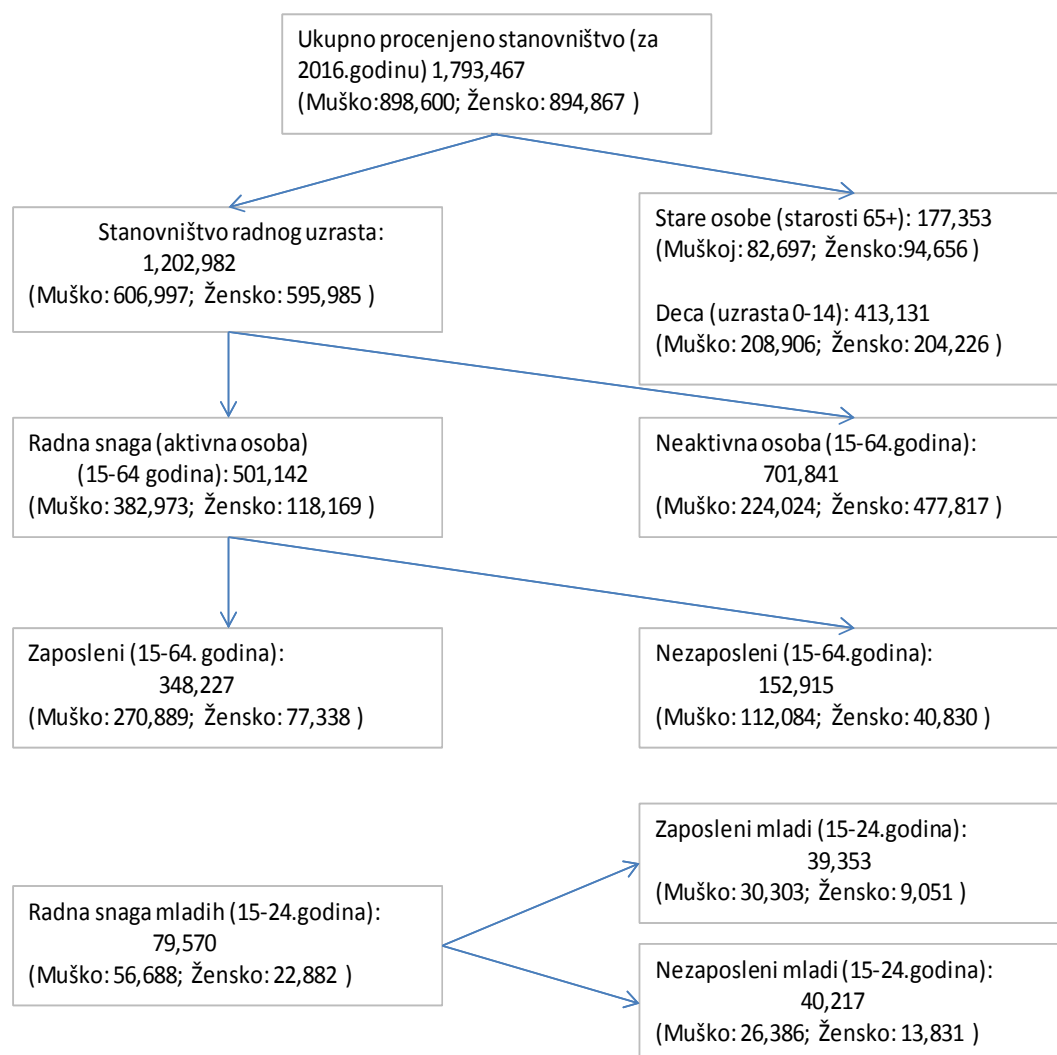 Ukupno procenjeno stanovništvo (za
2016.godinu) 1,793,467
(Muško:898,600; Žensko: 894,867 )
Stanovništvo radnog uzrasta:
1,202,982
(Muško: 606,997; Žensko: 595,985 )
Stare osobe (starosti 65+): 177,353
(Muškoj: 82,697; Žensko:94,656 )
Deca (uzrasta 0-14): 413,131
(Muško: 208,906; Žensko: 204,226 )
Radna snaga (aktivna osoba)
(15-64 godina): 501,142
(Muško: 382,973; Žensko: 118,169 )
Neaktivna osoba (15-64.godina):
701,841
(Muško: 224,024; Žensko: 477,817 )
Zaposleni (15-64. godina):
348,227
(Muško: 270,889; Žensko: 77,338 )
Nezaposleni (15-64.godina):
152,915
(Muško: 112,084; Žensko: 40,830 )
Zaposleni mladi (15-24.godina):
39,353
(Muško: 30,303; Žensko: 9,051 )
Radna snaga mladih (15-24.godina):
79,570
(Muško: 56,688; Žensko: 22,882 )
Nezaposleni mladi (15-24.godina):
40,217
(Muško: 26,386; Žensko: 13,831 )